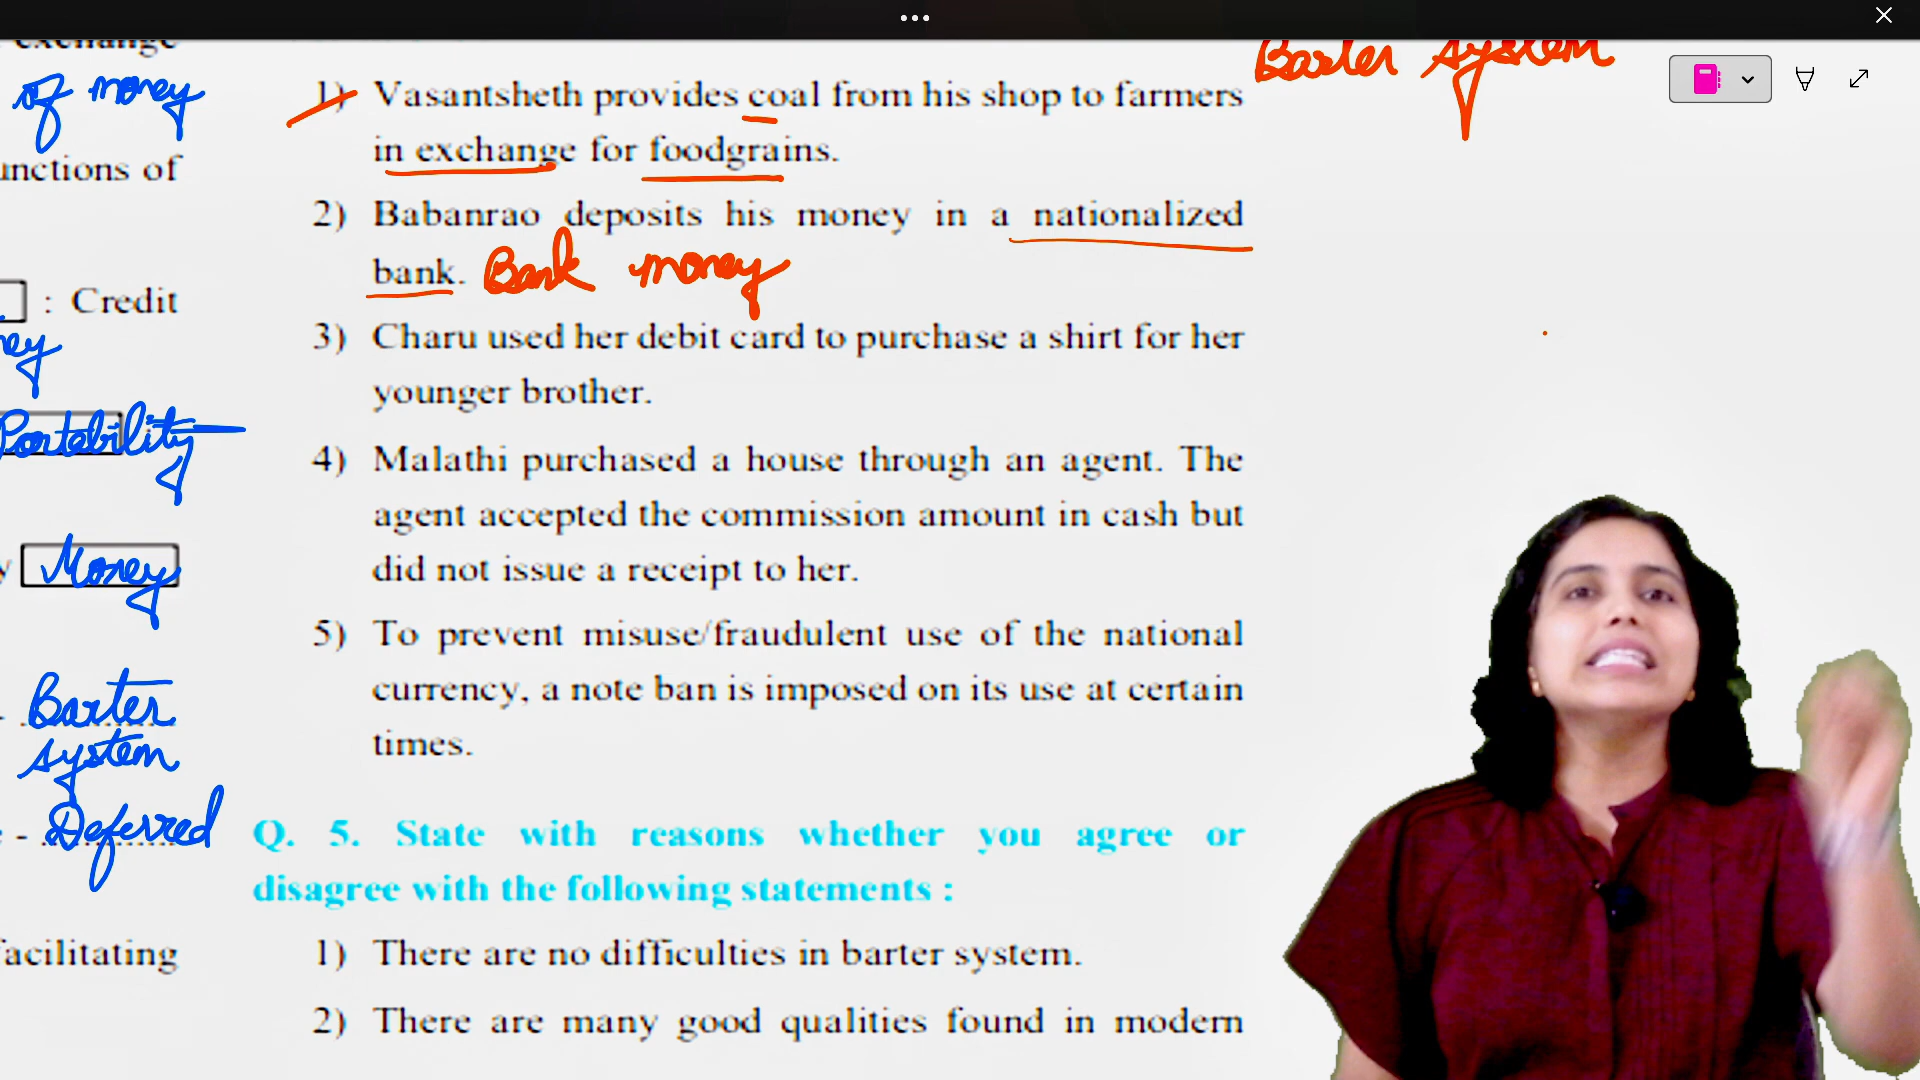 exchange
of money
unctions of
: Credit
ney
Portability
y Money
- Barter
system
- Deferred
facilitating
Barter system
1) Vasantsheth provides coal from his shop to farmers
in exchange for foodgrains.
2) Babanrao deposits his money in a nationalized
bank. Bank money
3) Charu used her debit card to purchase a shirt for her
younger brother.
4) Malathi purchased a house through an agent. The
agent accepted the commission amount in cash but
did not issue a receipt to her.
5) To prevent misuse/fraudulent use of the national
currency, a note ban is imposed on its use at certain
times.
Q. 5. State with reasons whether you agree or
disagree with the following statements :
1) There are no difficulties in barter system.
2) There are many good qualities found in modern